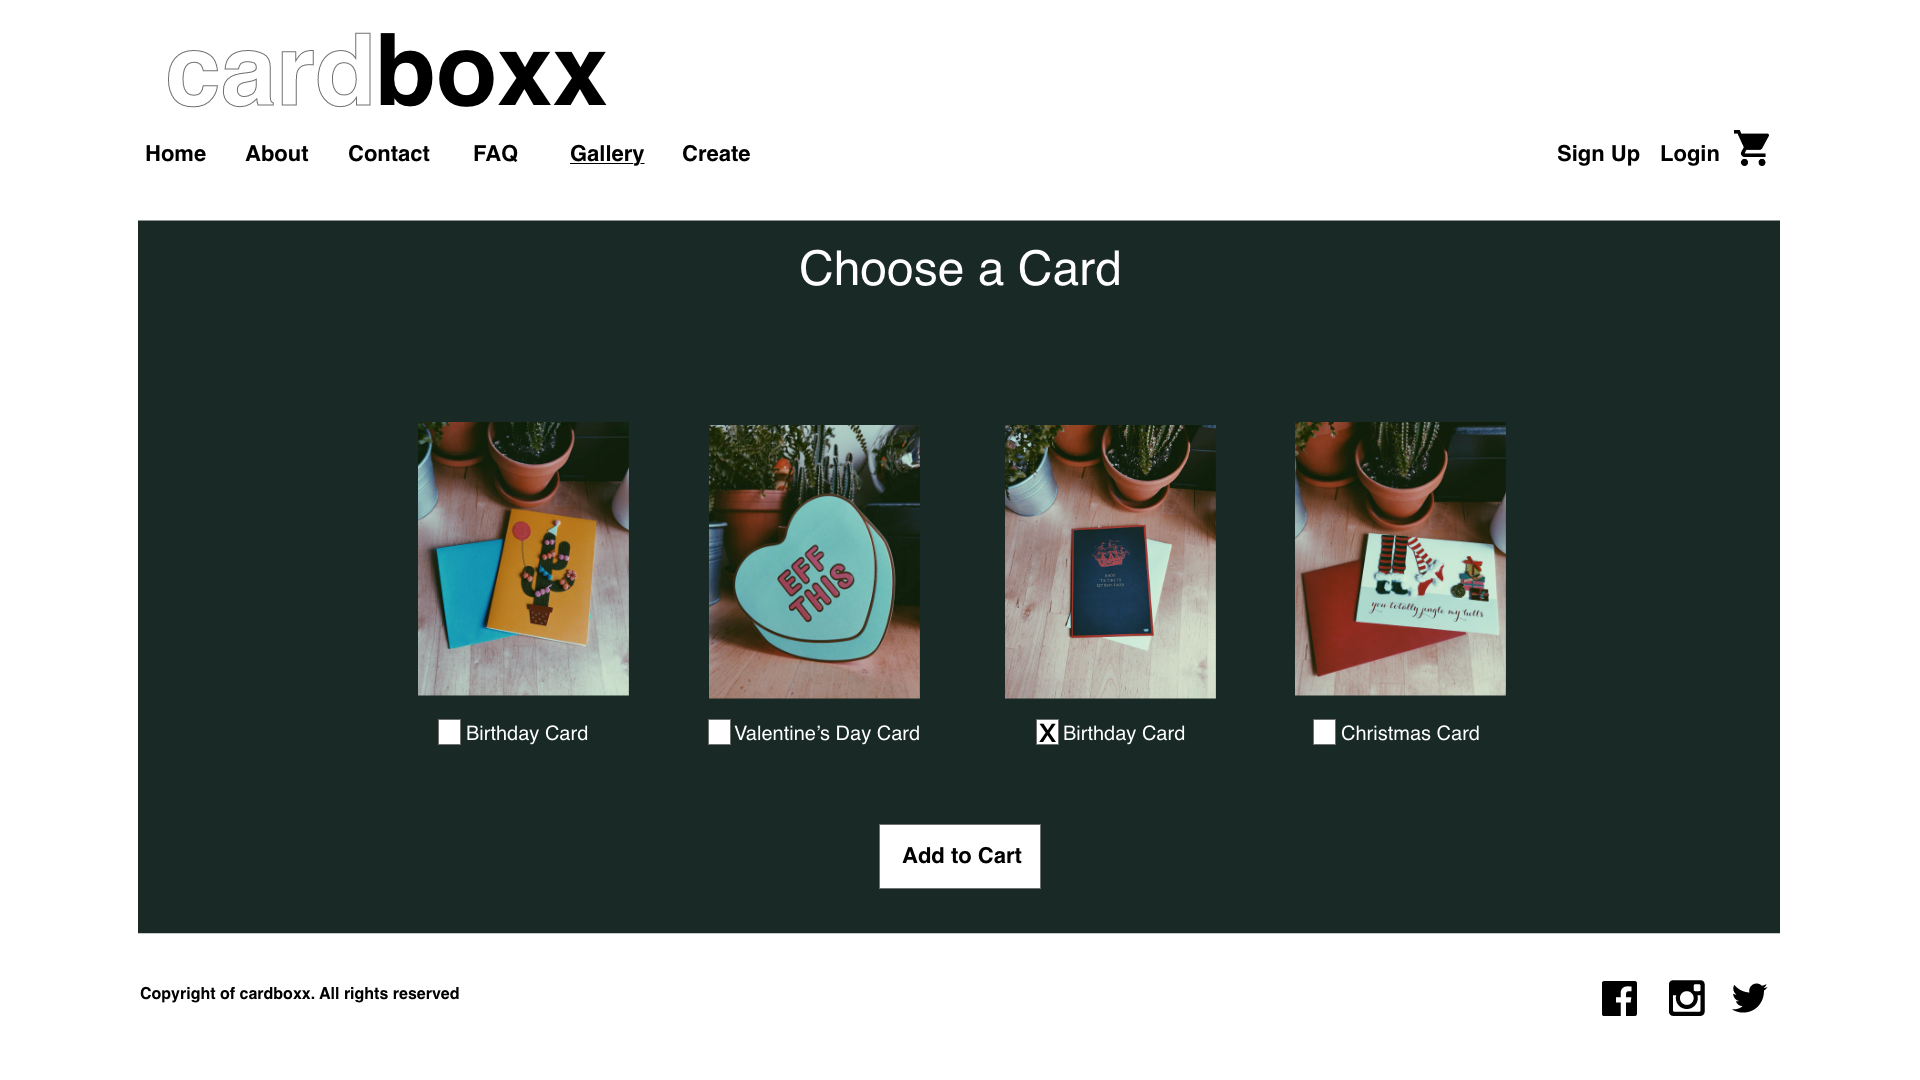 cardboxx
Home About Contact FAQ Gallery Create Sign Up Login
Choose a Card
EFF
THIS
you totally jingle my bells
Birthday Card Valentine’s Day Card X Birthday Card Christmas Card
Add to Cart
Copyright of cardboxx. All rights reserved